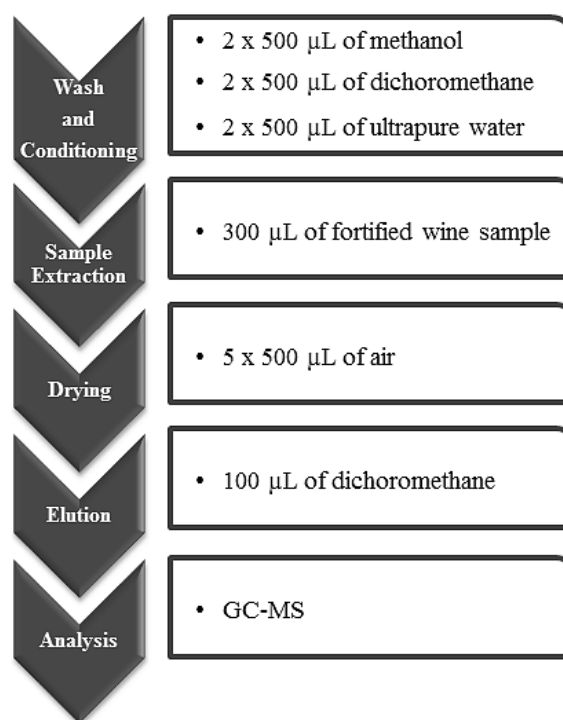 Wash
and
Conditioning
• 2 x 500 µL of methanol
• 2 x 500 µL of dichoromethane
• 2 x 500 µL of ultrapure water
Sample
Extraction
• 300 µL of fortified wine sample
Drying
• 5 x 500 µL of air
Elution
• 100 µL of dichoromethane
Analysis
• GC-MS